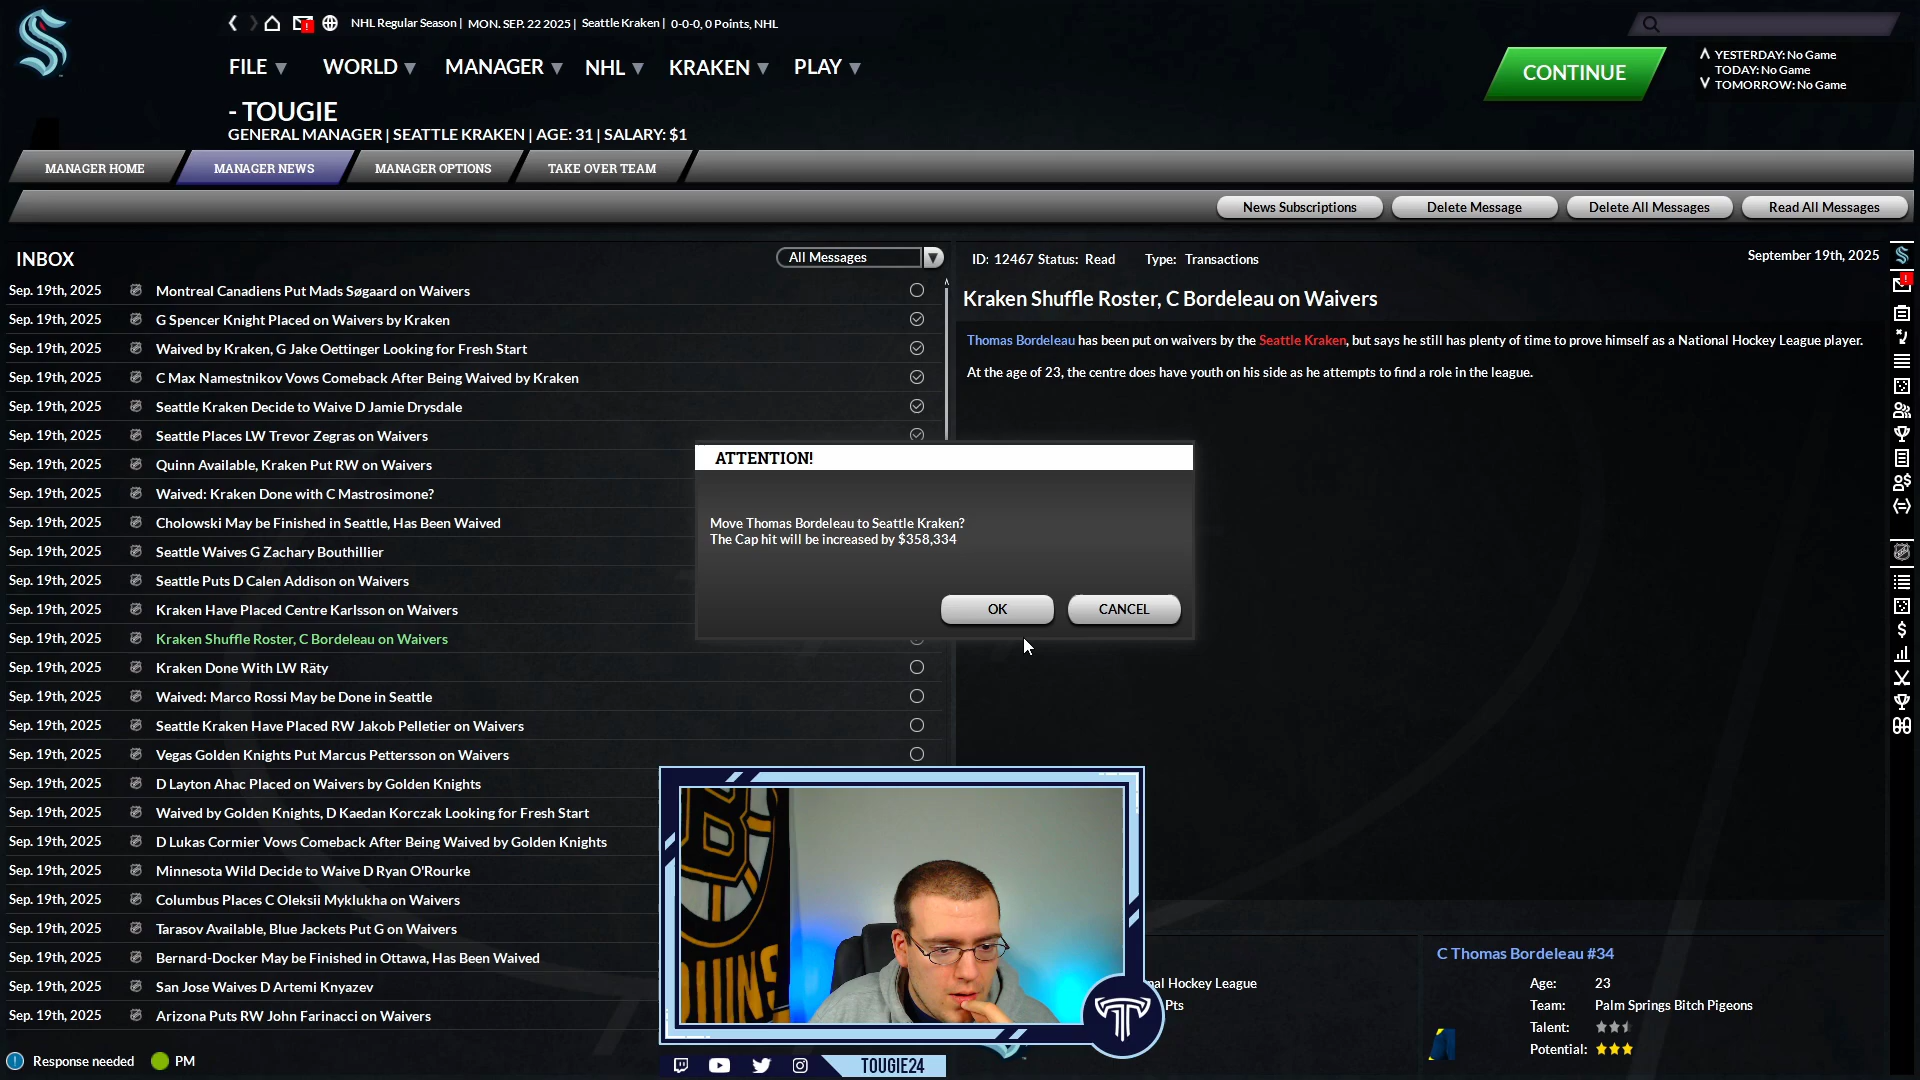 NHL Regular Season | MON. SEP. 22 2025 | Seattle Kraken | 0-0-0, 0 Points, NHL
FILE WORLD MANAGER NHL KRAKEN PLAY
CONTINUE
YESTERDAY: No Game
TODAY: No Game
TOMORROW: No Game
- TOUGIE
GENERAL MANAGER | SEATTLE KRAKEN | AGE: 31 | SALARY: $1
MANAGER HOME MANAGER NEWS MANAGER OPTIONS TAKE OVER TEAM
News Subscriptions Delete Message Delete All Messages Read All Messages
INBOX
All Messages
Sep. 19th, 2025 Montreal Canadiens Put Mads Søgaard on Waivers
Sep. 19th, 2025 G Spencer Knight Placed on Waivers by Kraken
Sep. 19th, 2025 Waived by Kraken, G Jake Oettinger Looking for Fresh Start
Sep. 19th, 2025 C Max Namestnikov Vows Comeback After Being Waived by Kraken
Sep. 19th, 2025 Seattle Kraken Decide to Waive D Jamie Drysdale
Sep. 19th, 2025 Seattle Places LW Trevor Zegras on Waivers
Sep. 19th, 2025 Quinn Available, Kraken Put RW on Waivers
Sep. 19th, 2025 Waived: Kraken Done with C Mastrosimone?
Sep. 19th, 2025 Cholowski May be Finished in Seattle, Has Been Waived
Sep. 19th, 2025 Seattle Waives G Zachary Bouthillier
Sep. 19th, 2025 Seattle Puts D Calen Addison on Waivers
Sep. 19th, 2025 Kraken Have Placed Centre Karlsson on Waivers
Sep. 19th, 2025 Kraken Shuffle Roster, C Bordeleau on Waivers
Sep. 19th, 2025 Kraken Done With LW Räty
Sep. 19th, 2025 Waived: Marco Rossi May be Done in Seattle
Sep. 19th, 2025 Seattle Kraken Have Placed RW Jakob Pelletier on Waivers
Sep. 19th, 2025 Vegas Golden Knights Put Marcus Pettersson on Waivers
Sep. 19th, 2025 D Layton Ahac Placed on Waivers by Golden Knights
Sep. 19th, 2025 Waived by Golden Knights, D Kaedan Korczak Looking for Fresh Start
Sep. 19th, 2025 D Lukas Cormier Vows Comeback After Being Waived by Golden Knights
Sep. 19th, 2025 Minnesota Wild Decide to Waive D Ryan O'Rourke
Sep. 19th, 2025 Columbus Places C Oleksii Myklukha on Waivers
Sep. 19th, 2025 Tarasov Available, Blue Jackets Put G on Waivers
Sep. 19th, 2025 Bernard-Docker May be Finished in Ottawa, Has Been Waived
Sep. 19th, 2025 San Jose Waives D Artemi Knyazev
Sep. 19th, 2025 Arizona Puts RW John Farinacci on Waivers
Response needed PM
ID: 12467 Status: Read Type: Transactions September 19th, 2025
Kraken Shuffle Roster, C Bordeleau on Waivers
Thomas Bordeleau has been put on waivers by the Seattle Kraken, but says he still has plenty of time to prove himself as a National Hockey League player.
At the age of 23, the centre does have youth on his side as he attempts to find a role in the league.
ATTENTION!
Move Thomas Bordeleau to Seattle Kraken?
The Cap hit will be increased by $358,334
OK CANCEL
nal Hockey League
Pts
C Thomas Bordeleau #34
Age: 23
Team: Palm Springs Bitch Pigeons
Talent:
Potential:
TOUGIE24